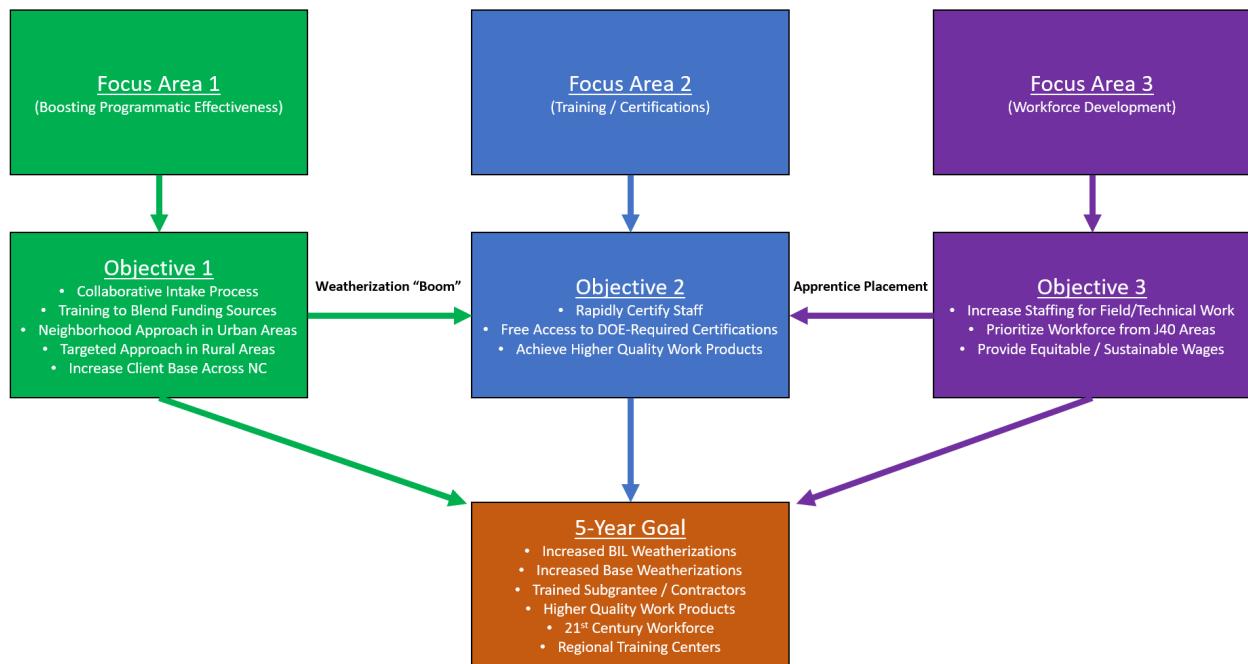 Focus Area 1
(Boosting Programmatic Effectiveness)
Focus Area 2
(Training / Certifications)
Focus Area 3
(Workforce Development)
Objective 1
• Collaborative Intake Process
• Training to Blend Funding Sources
• Neighborhood Approach in Urban Areas
• Targeted Approach in Rural Areas
• Increase Client Base Across NC
Weatherization “Boom”
Objective 2
• Rapidly Certify Staff
• Free Access to DOE-Required Certifications
• Achieve Higher Quality Work Products
Apprentice Placement
Objective 3
• Increase Staffing for Field/Technical Work
• Prioritize Workforce from J40 Areas
• Provide Equitable / Sustainable Wages
5-Year Goal
• Increased BIL Weatherizations
• Increased Base Weatherizations
• Trained Subgrantee / Contractors
• Higher Quality Work Products
• 21st Century Workforce
• Regional Training Centers